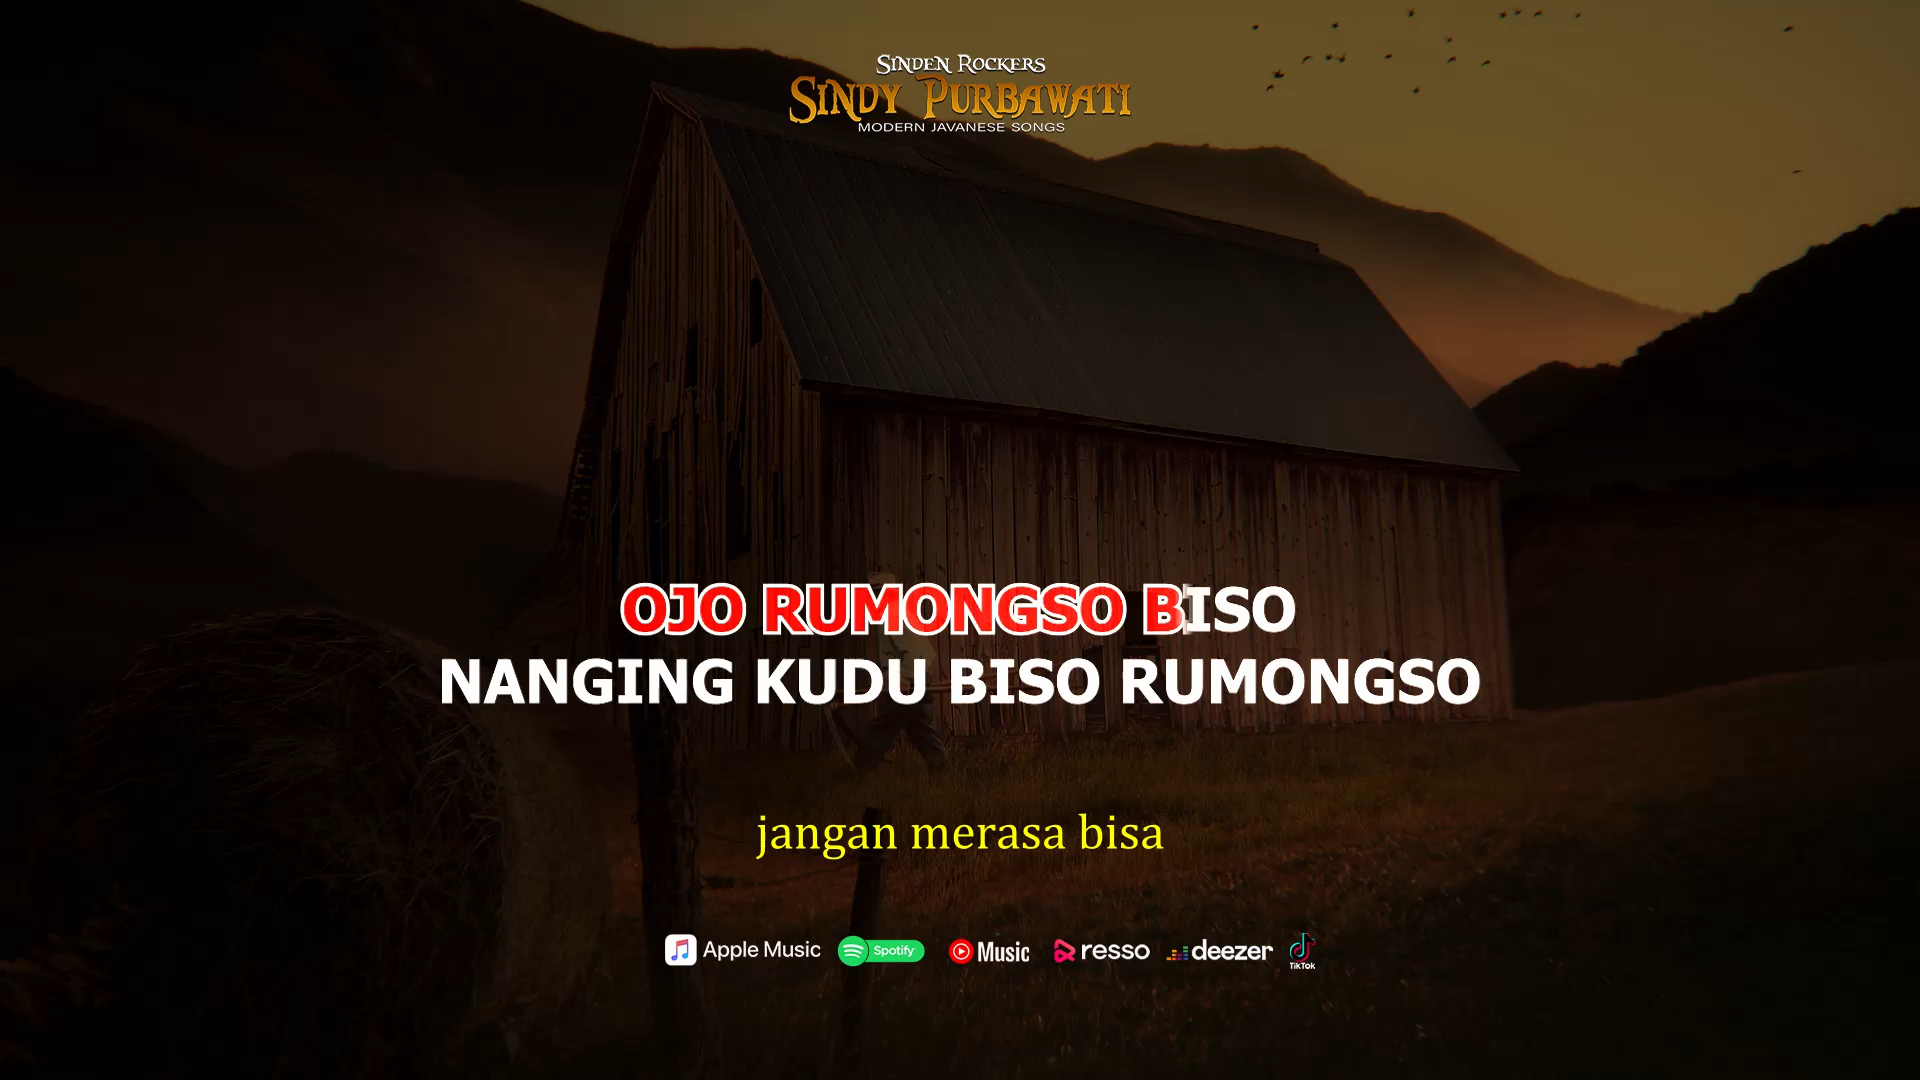 SINDEN ROCKERS
SINDY PURBAWATI
MODERN JAVANESE SONGS
OJO RUMONGSO BISO
NANGING KUDU BISO RUMONGSO
jangan merasa bisa
Apple Music Spotify Music resso deezer TikTok